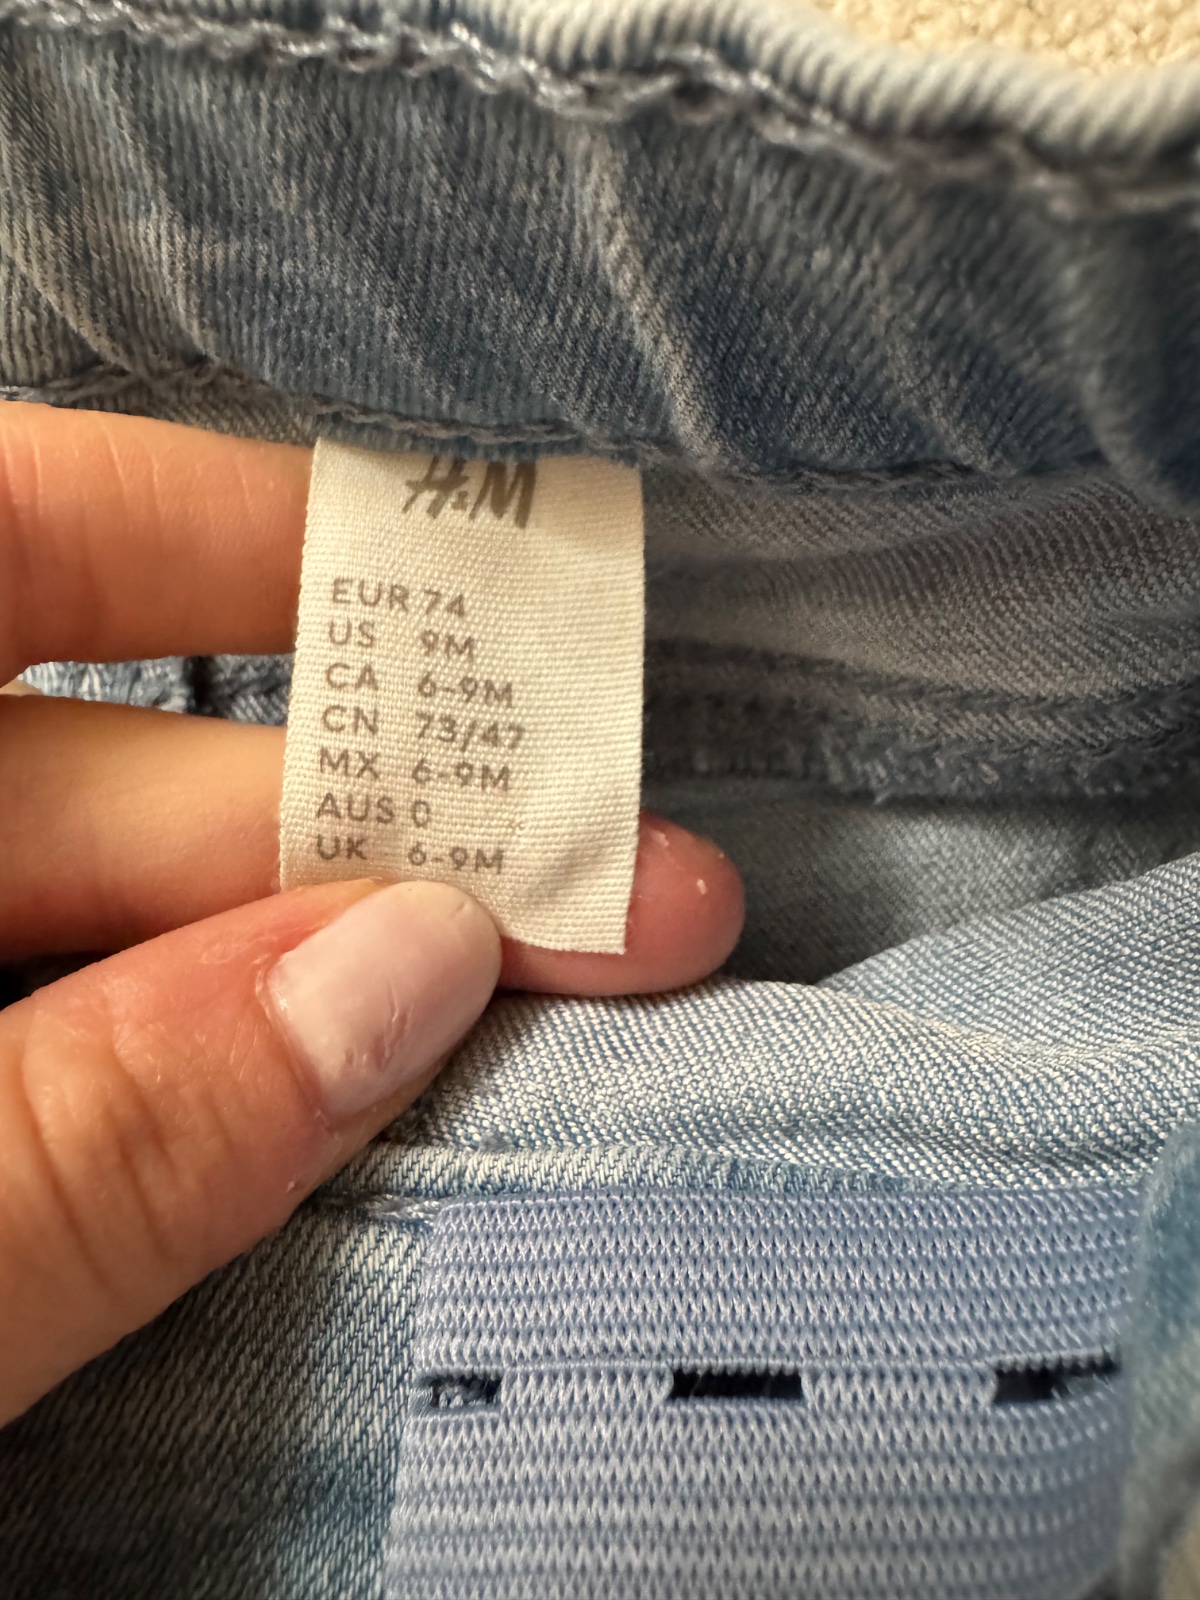 H&M
EUR 74
US 9M
CA 6-9M
CN 73/47
MX 6-9M
AUS 0
UK 6-9M